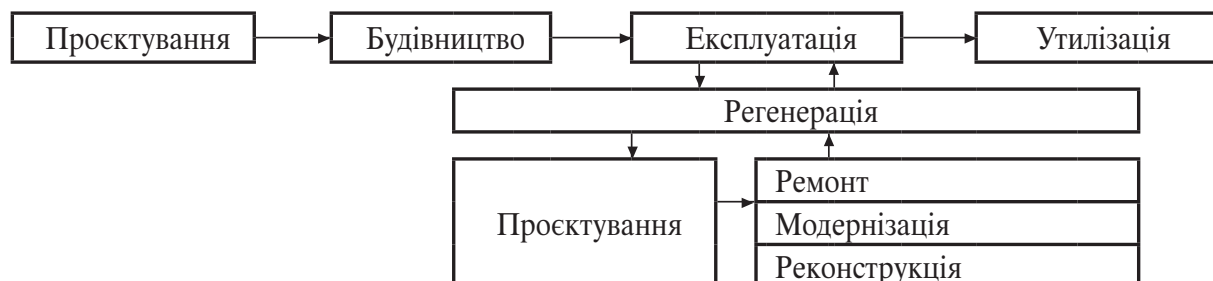 Проєктування Будівництво Експлуатація Утилізація
Регенерація
Ремонт
Проєктування
Модернізація
Реконструкція